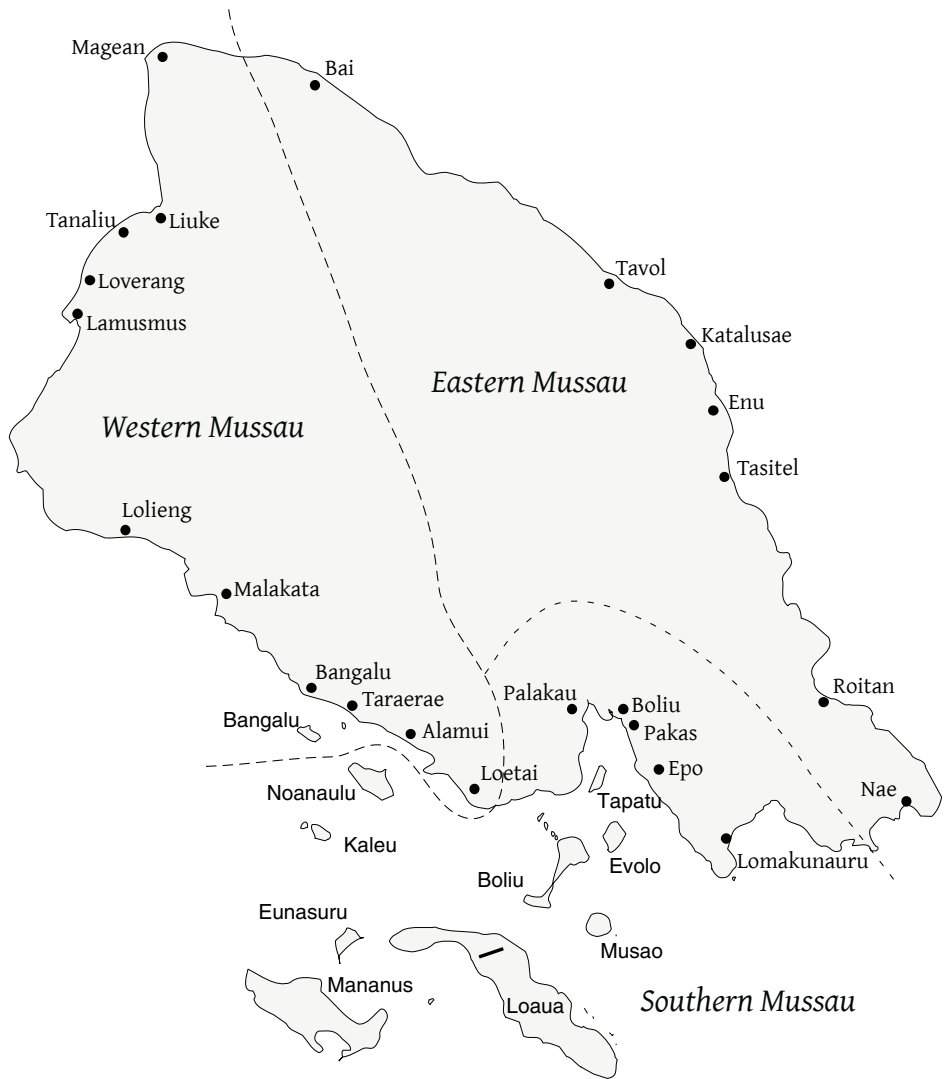 Magean
Bai
Tanaliu
Liuke
Tavol
Loverang
Lamusmus
Katalusae
Eastern Mussau
Enu
Western Mussau
Tasitel
Lolieng
Malakata
Bangalu
Roitan
Palakau
Taraerae
Boliu
Bangalu
Alamui
Pakas
Epo
Loetai
Nae
Noanaulu
Tapatu
Kaleu
Lomakunauru
Evolo
Boliu
Eunasuru
Musao
Mananus
Loaua
Southern Mussau